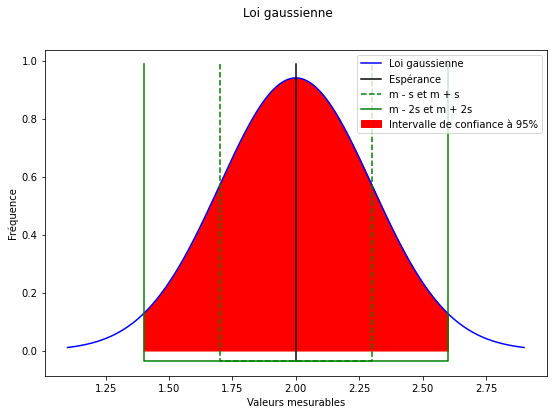 Loi gaussienne
Loi gaussienne
Espérance
m - s et m + s
m - 2s et m + 2s
Intervalle de confiance à 95%
Fréquence
1.0
0.8
0.6
0.4
0.2
0.0
1.25 1.50 1.75 2.00 2.25 2.50 2.75
Valeurs mesurables